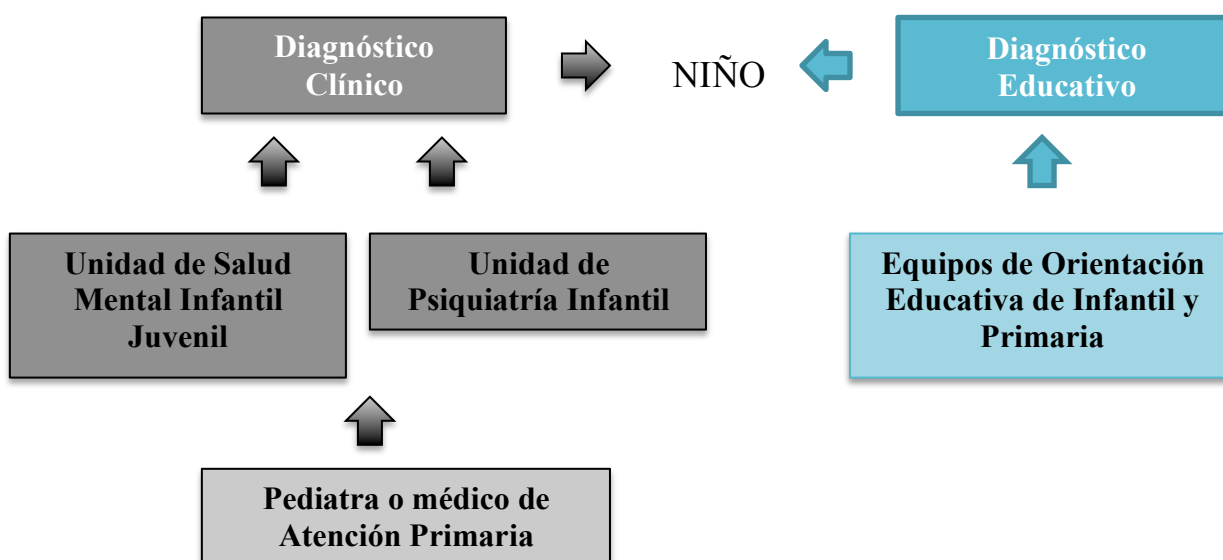 Diagnóstico
Clínico
NIÑO
Diagnóstico
Educativo
Unidad de Salud
Mental Infantil
Juvenil
Unidad de
Psiquiatría Infantil
Equipos de Orientación
Educativa de Infantil y
Primaria
Pediatra o médico de
Atención Primaria